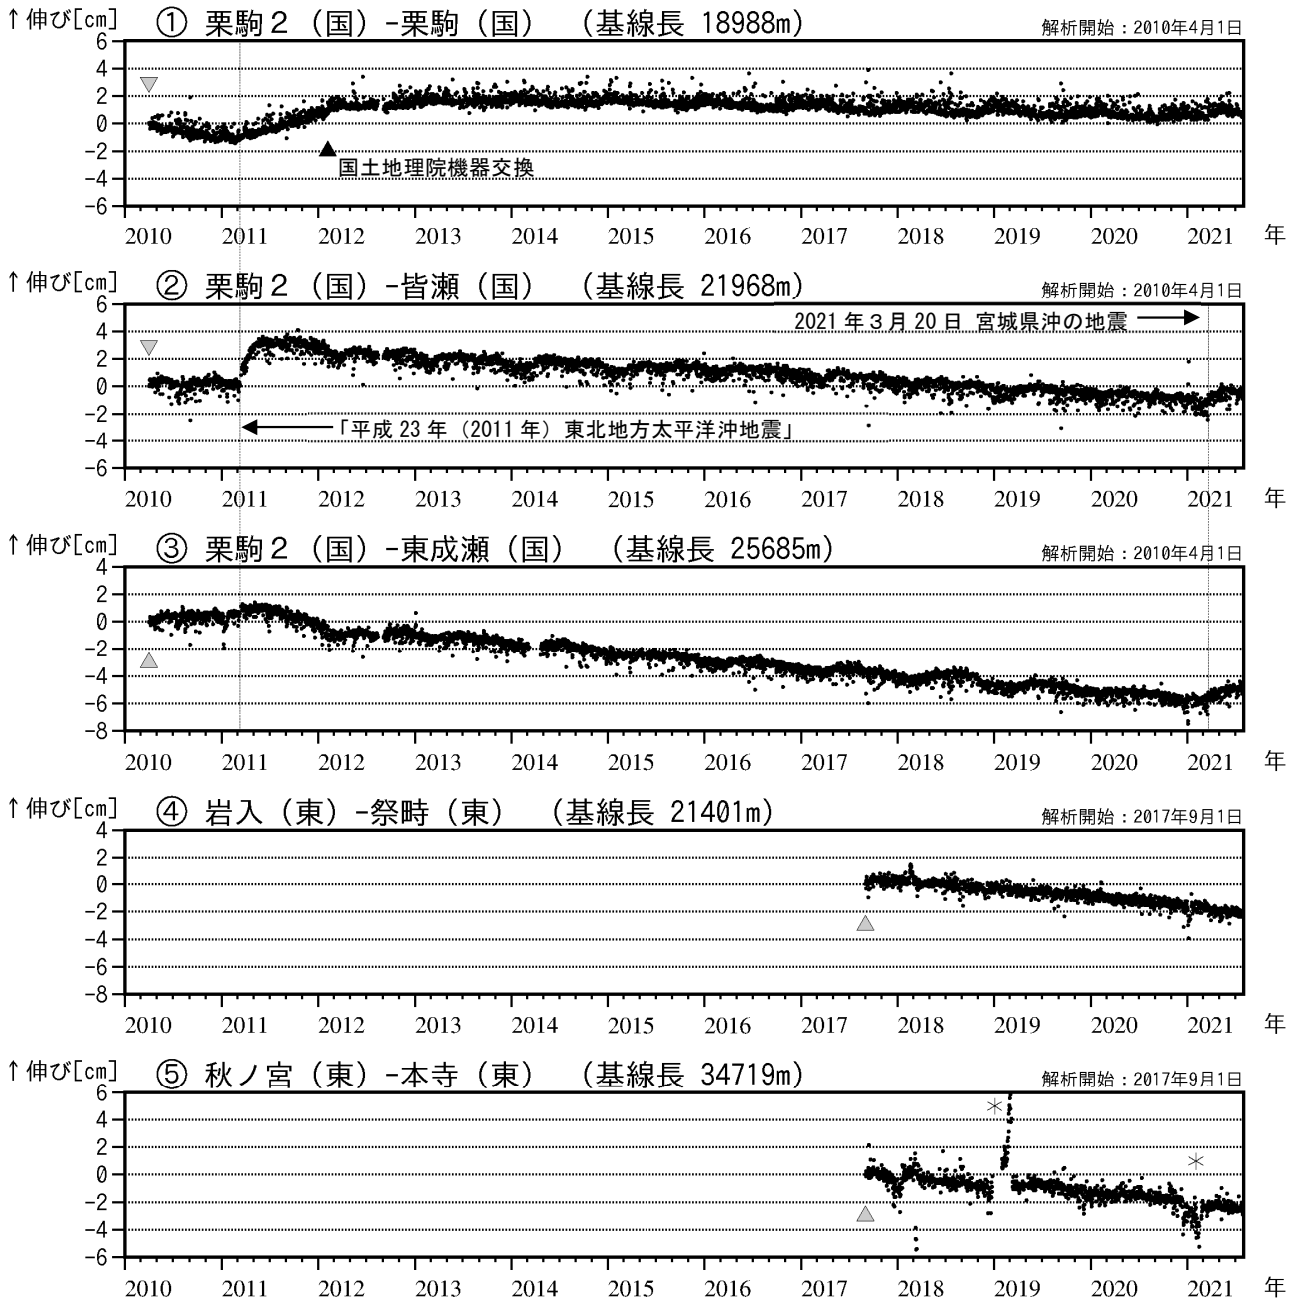 ↑伸び[cm] ① 栗駒２（国）-栗駒（国） （基線長 18988m） 解析開始：2010年4月1日
6
4
2
0
-2
-4
-6
国土地理院機器交換
2010 2011 2012 2013 2014 2015 2016 2017 2018 2019 2020 2021 年
↑伸び[cm] ② 栗駒２（国）-皆瀬（国） （基線長 21968m） 解析開始：2010年4月1日
6
4
2
0
-2
-4
-6
2021年３月20日 宮城県沖の地震
「平成23年（2011年）東北地方太平洋沖地震」
2010 2011 2012 2013 2014 2015 2016 2017 2018 2019 2020 2021 年
↑伸び[cm] ③ 栗駒２（国）-東成瀬（国） （基線長 25685m） 解析開始：2010年4月1日
4
2
0
-2
-4
-6
-8
2010 2011 2012 2013 2014 2015 2016 2017 2018 2019 2020 2021 年
↑伸び[cm] ④ 岩入（東）-祭畤（東） （基線長 21401m） 解析開始：2017年9月1日
4
2
0
-2
-4
-6
-8
2010 2011 2012 2013 2014 2015 2016 2017 2018 2019 2020 2021 年
↑伸び[cm] ⑤ 秋ノ宮（東）-本寺（東） （基線長 34719m） 解析開始：2017年9月1日
6
4
2
0
-2
-4
-6
2010 2011 2012 2013 2014 2015 2016 2017 2018 2019 2020 2021 年